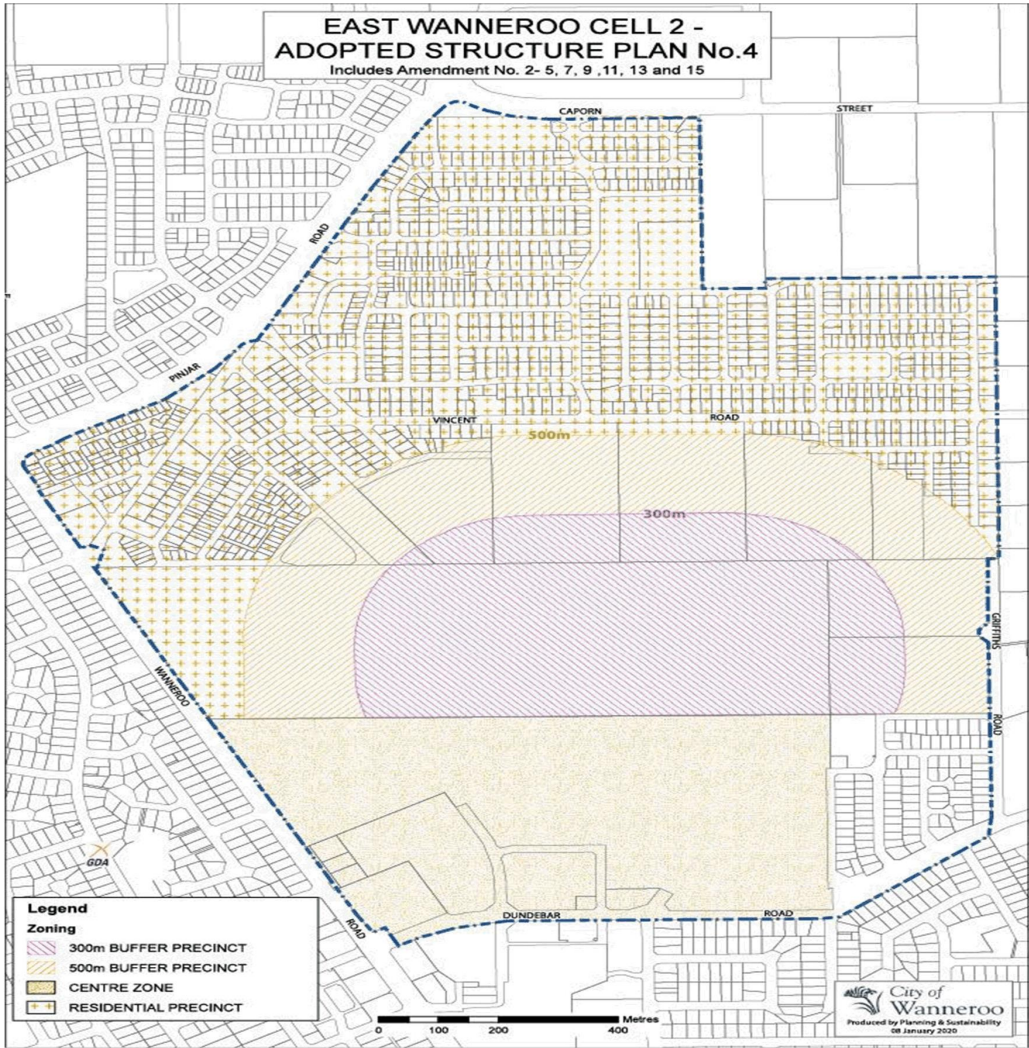 EAST WANNEROO CELL 2 -
ADOPTED STRUCTURE PLAN No.4
Includes Amendment No. 2- 5, 7, 9 ,11, 13 and 15
CAPORN
STREET
ROAD
PINJAR
VINCENT
ROAD
500m
300m
GRIFFITHS
ROAD
WANNEROO
ROAD
GDA
DUNDEBAR
ROAD
Legend
Zoning
300m BUFFER PRECINCT
500m BUFFER PRECINCT
CENTRE ZONE
RESIDENTIAL PRECINCT
0 100 200 400 Metres
City of
Wanneroo
Produced by Planning & Sustainability
08 January 2020